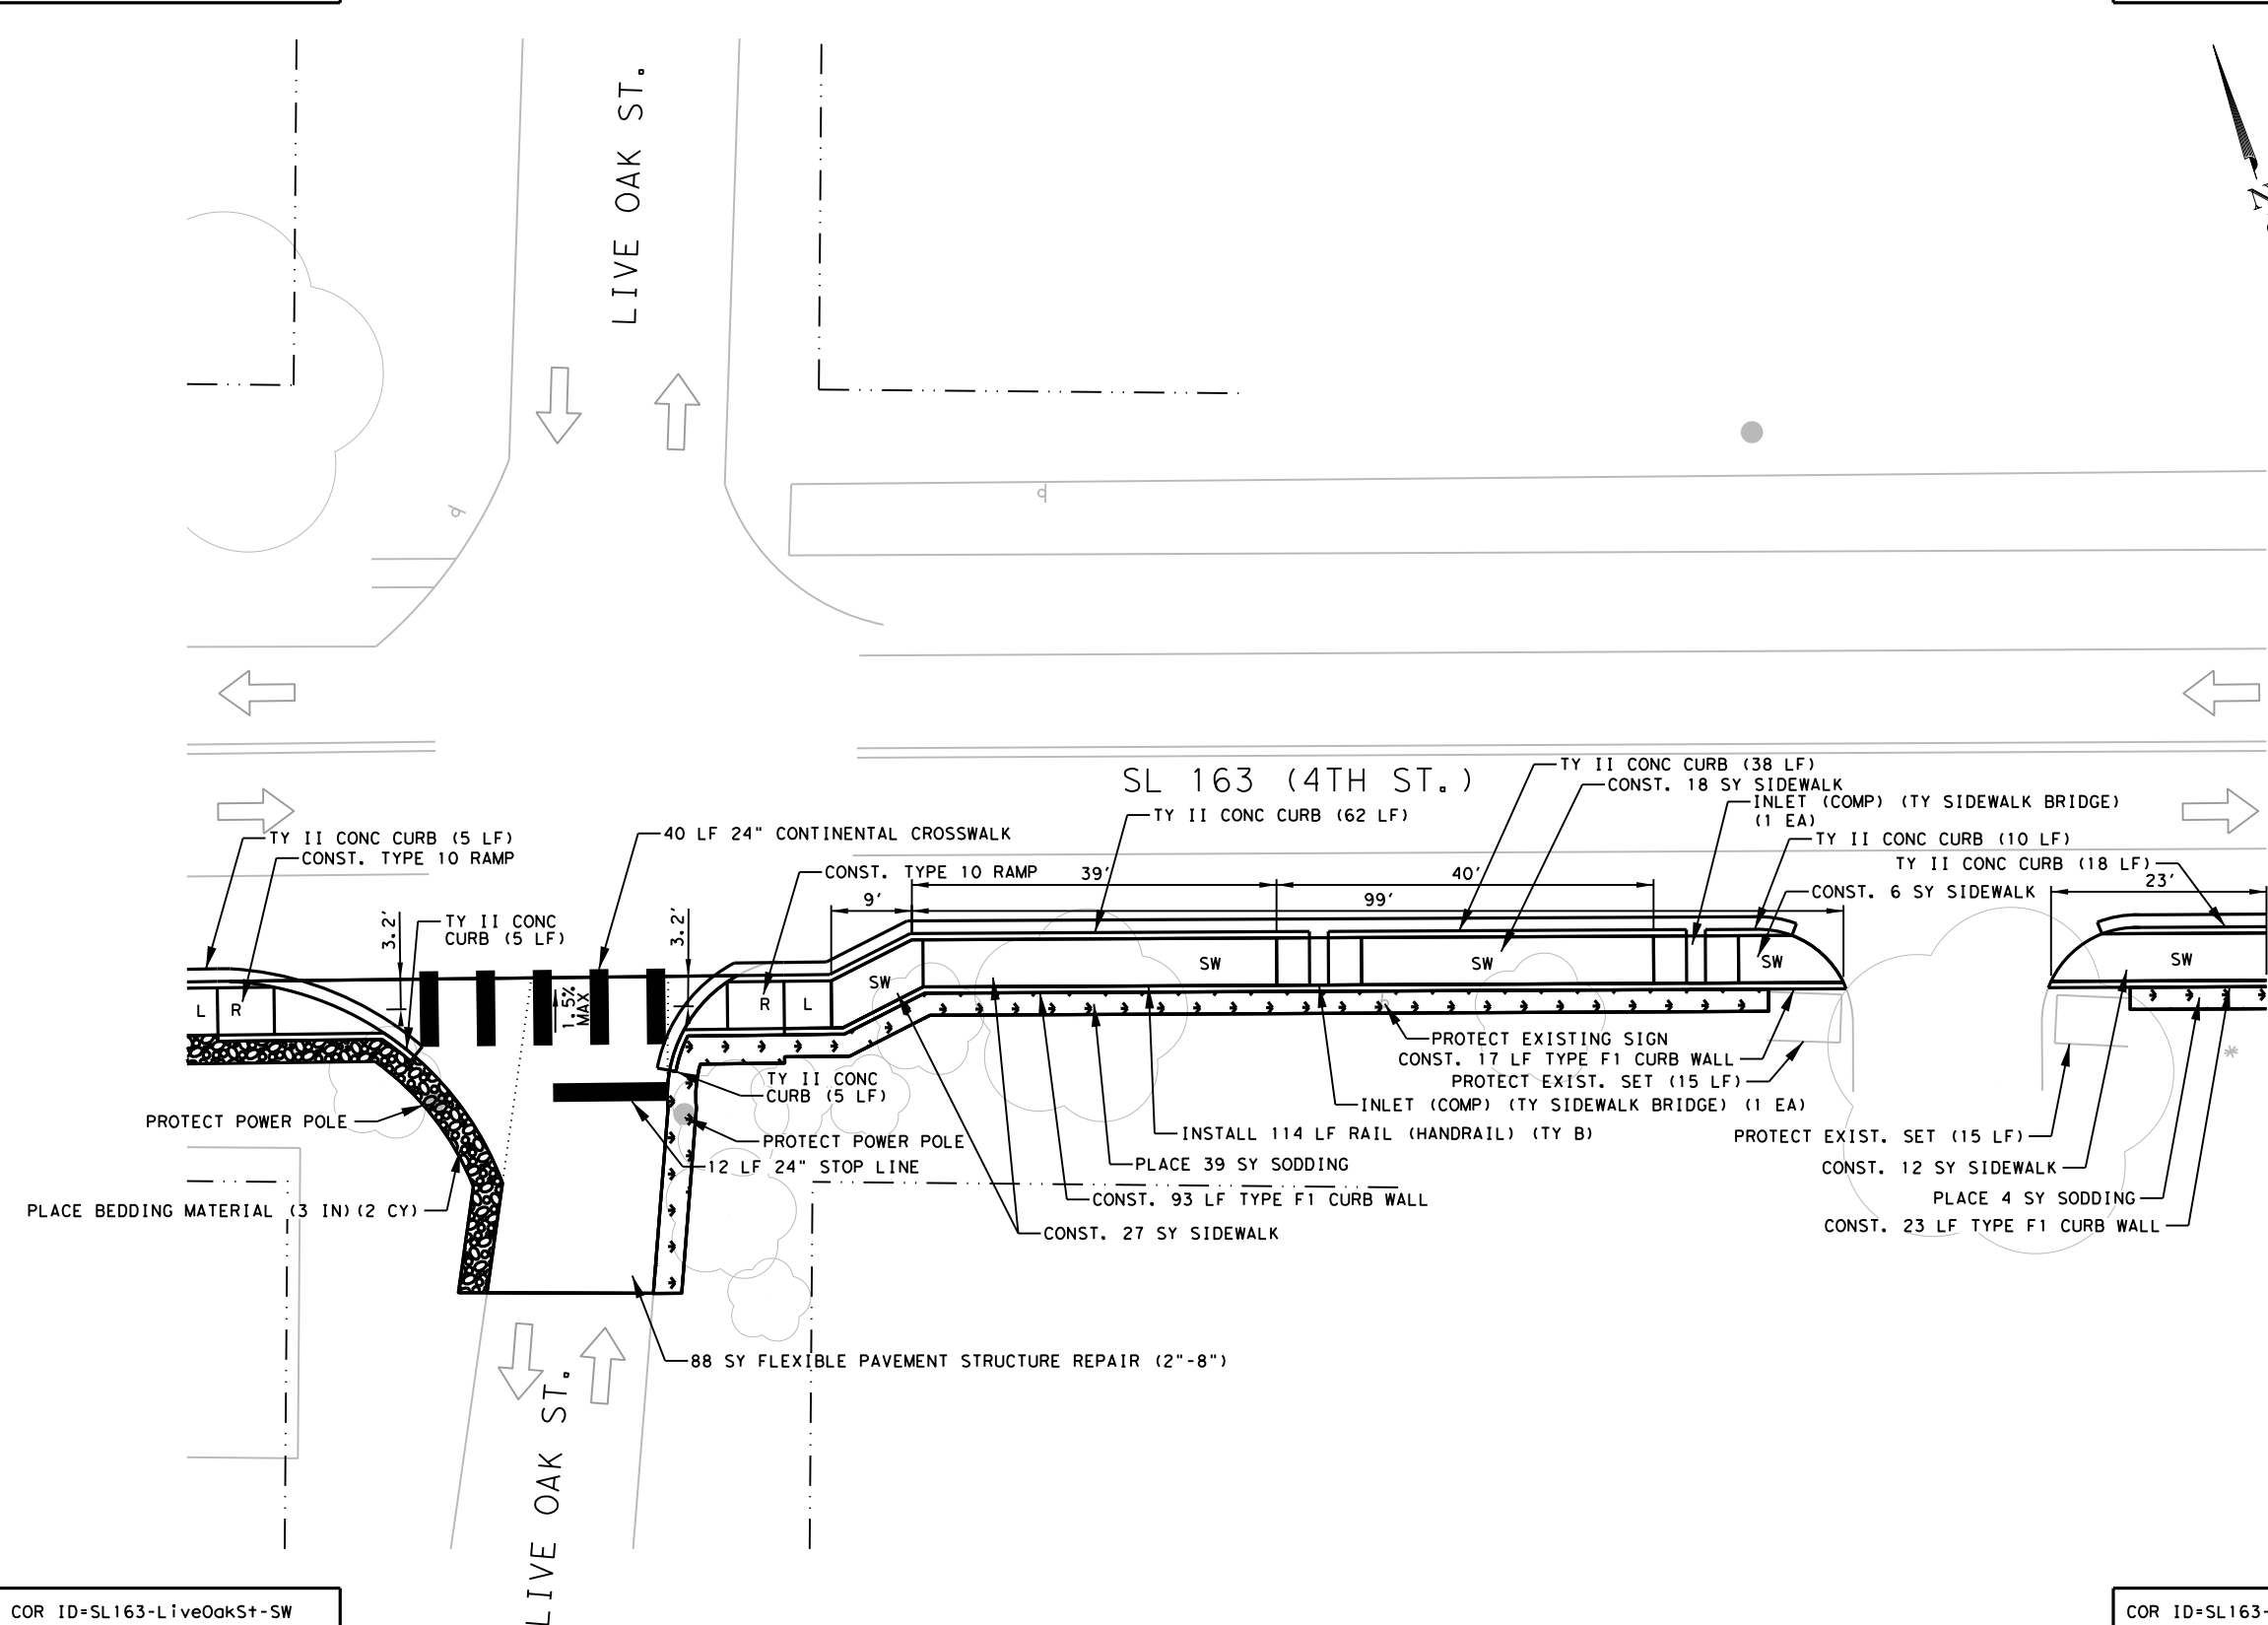 LIVE OAK ST.
N
SL 163 (4TH ST.)
TY II CONC CURB (38 LF)
CONST. 18 SY SIDEWALK
INLET (COMP) (TY SIDEWALK BRIDGE)
(1 EA)
TY II CONC CURB (62 LF)
TY II CONC CURB (5 LF)
CONST. TYPE 10 RAMP
40 LF 24" CONTINENTAL CROSSWALK
TY II CONC CURB (10 LF)
TY II CONC CURB (18 LF)
CONST. TYPE 10 RAMP
39'
40'
23'
9'
99'
CONST. 6 SY SIDEWALK
3.2'
TY II CONC
CURB (5 LF)
3.2'
SW
SW
SW
SW
SW
L
R
1.5%
MAX
R
L
PROTECT EXISTING SIGN
CONST. 17 LF TYPE F1 CURB WALL
PROTECT EXIST. SET (15 LF)
TY II CONC
CURB (5 LF)
INLET (COMP) (TY SIDEWALK BRIDGE) (1 EA)
PROTECT POWER POLE
PROTECT POWER POLE
INSTALL 114 LF RAIL (HANDRAIL) (TY B)
PROTECT EXIST. SET (15 LF)
12 LF 24" STOP LINE
PLACE 39 SY SODDING
CONST. 12 SY SIDEWALK
PLACE BEDDING MATERIAL (3 IN)(2 CY)
CONST. 93 LF TYPE F1 CURB WALL
PLACE 4 SY SODDING
CONST. 27 SY SIDEWALK
CONST. 23 LF TYPE F1 CURB WALL
88 SY FLEXIBLE PAVEMENT STRUCTURE REPAIR (2"-8")
LIVE OAK ST.
COR ID=SL163-LiveOakSt-SW
COR ID=SL163-